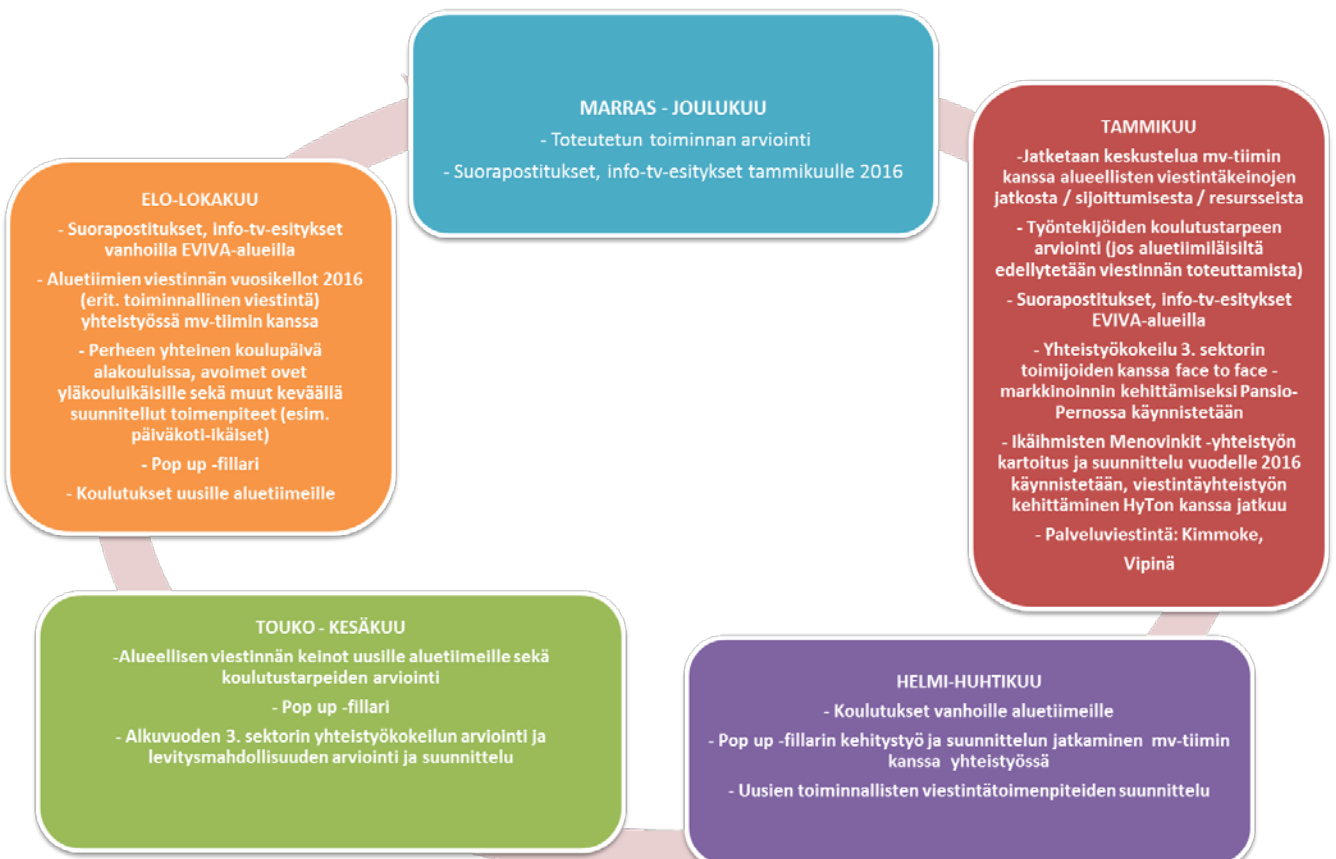 MARRAS - JOULUKUU
- Toteutetun toiminnan arviointi
- Suorapostitukset, info-tv-esitykset tammikuulle 2016
TAMMIKUU
-Jatketaan keskustelua mv-tiimin
kanssa alueellisten viestintäkeinojen
jatkosta / sijoittumisesta / resursseista
- Työntekijöiden koulutustarpeen
arviointi (jos aluetiimiläisiltä
edellytetään viestinnän toteuttamista)
- Suorapostitukset, info-tv-esitykset
EVIVA-alueilla
- Yhteistyökokeilu 3. sektorin
toimijoiden kanssa face to face -
markkinoinnin kehittämiseksi Pansio-
Pernossa käynnistetään
- Ikäihmisten Menovinkit -yhteistyön
kartoitus ja suunnittelu vuodelle 2016
käynnistetään, viestintäyhteistyön
kehittäminen HyTon kanssa jatkuu
- Palveluviestintä: Kimmoke,
Vipinä
HELMI-HUHTIKUU
- Koulutukset vanhoille aluetiimeille
- Pop up -fillarin kehitystyö ja suunnittelun jatkaminen mv-tiimin
kanssa yhteistyössä
- Uusien toiminnallisten viestintätoimenpiteiden suunnittelu
TOUKO - KESÄKUU
-Alueellisen viestinnän keinot uusille aluetiimeille sekä
koulutustarpeiden arviointi
- Pop up -fillari
- Alkuvuoden 3. sektorin yhteistyökokeilun arviointi ja
levitysmahdollisuuden arviointi ja suunnittelu
ELO-LOKAKUU
- Suorapostitukset, info-tv-esitykset
vanhoilla EVIVA-alueilla
- Aluetiimien viestinnän vuosikellot 2016
(erit. toiminnallinen viestintä)
yhteistyössä mv-tiimin kanssa
- Perheen yhteinen koulupäivä
alakouluissa, avoimet ovet
yläkouluikäisille sekä muut keväällä
suunnitellut toimenpiteet (esim.
päiväkoti-ikäiset)
- Pop up -fillari
- Koulutukset uusille aluetiimeille